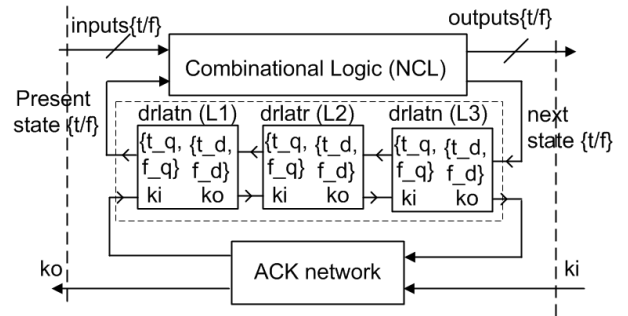 inputs{t/f}
outputs{t/f}
Combinational Logic (NCL)
Present
state {t/f}
next
state {t/f}
drlatn (L1)
drlatr (L2)
drlatn (L3)
{t_q, {t_d,
f_q} f_d}
ki ko
{t_q, {t_d,
f_q} f_d}
ki ko
{t_q, {t_d,
f_q} f_d}
ki ko
ACK network
ko
ki